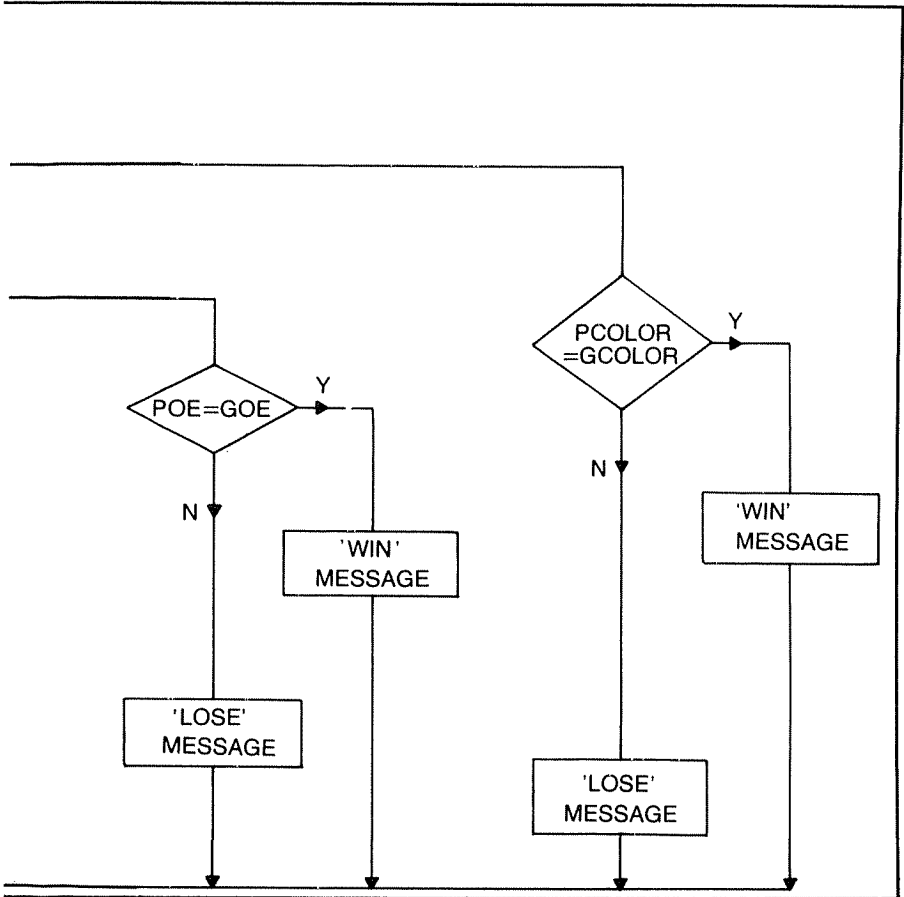 PCOLOR
=GCOLOR
Y
N
'WIN'
MESSAGE
'LOSE'
MESSAGE
POE=GOE
Y
N
'WIN'
MESSAGE
'LOSE'
MESSAGE